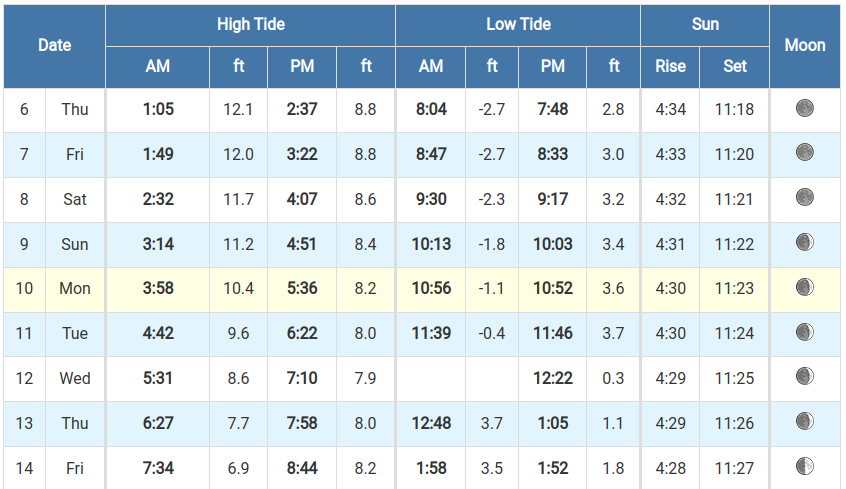 Date High Tide Low Tide Sun Moon
AM ft PM ft AM ft PM ft Rise Set
6 Thu 1:05 12.1 2:37 8.8 8:04 -2.7 7:48 2.8 4:34 11:18
7 Fri 1:49 12.0 3:22 8.8 8:47 -2.7 8:33 3.0 4:33 11:20
8 Sat 2:32 11.7 4:07 8.6 9:30 -2.3 9:17 3.2 4:32 11:21
9 Sun 3:14 11.2 4:51 8.4 10:13 -1.8 10:03 3.4 4:31 11:22
10 Mon 3:58 10.4 5:36 8.2 10:56 -1.1 10:52 3.6 4:30 11:23
11 Tue 4:42 9.6 6:22 8.0 11:39 -0.4 11:46 3.7 4:30 11:24
12 Wed 5:31 8.6 7:10 7.9 12:22 0.3 4:29 11:25
13 Thu 6:27 7.7 7:58 8.0 12:48 3.7 1:05 1.1 4:29 11:26
14 Fri 7:34 6.9 8:44 8.2 1:58 3.5 1:52 1.8 4:28 11:27